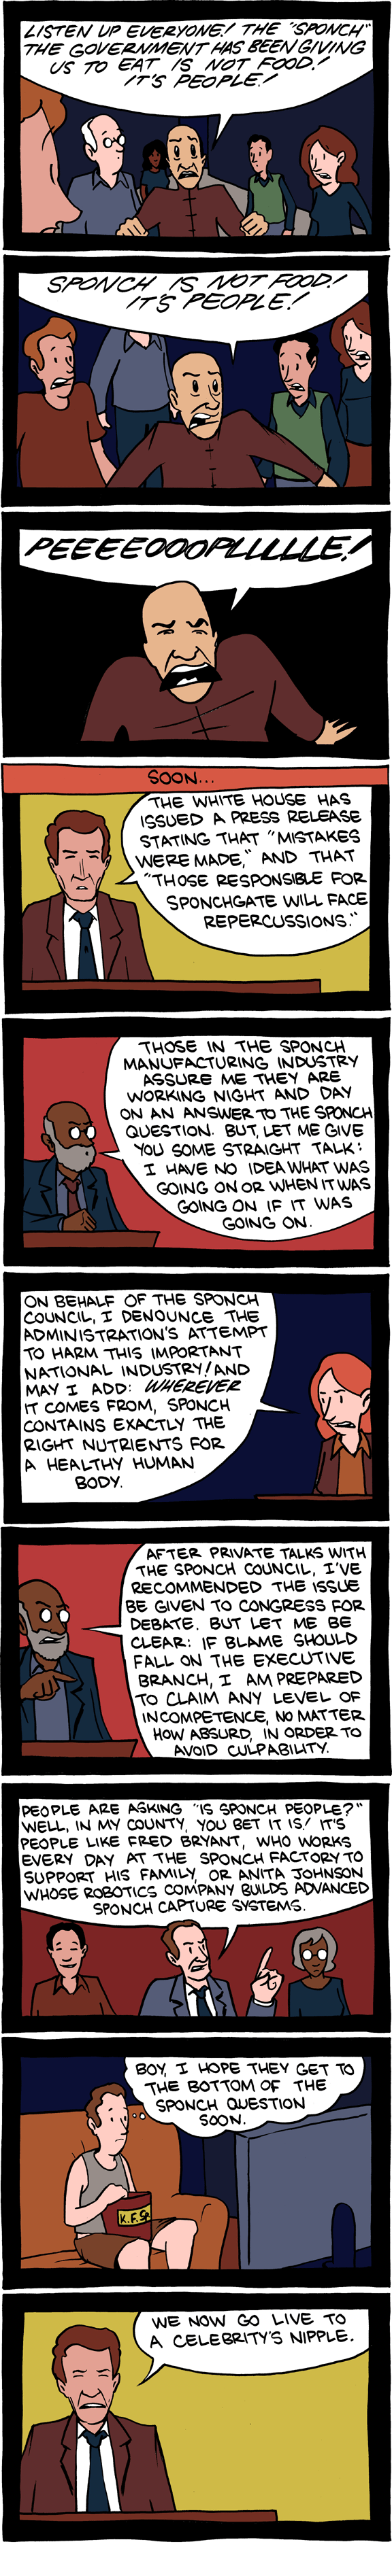 LISTEN UP EVERYONE! THE "SPONCH"
THE GOVERNMENT HAS BEEN GIVING
US TO EAT IS NOT FOOD!
IT'S PEOPLE!
SPONCH IS NOT FOOD!
IT'S PEOPLE!
PEEEEOOOPLLLLLE!
SOON...
THE WHITE HOUSE HAS
ISSUED A PRESS RELEASE
STATING THAT "MISTAKES
WERE MADE," AND THAT
"THOSE RESPONSIBLE FOR
SPONCHGATE WILL FACE
REPERCUSSIONS."
THOSE IN THE SPONCH
MANUFACTURING INDUSTRY
ASSURE ME THEY ARE
WORKING NIGHT AND DAY
ON AN ANSWER TO THE SPONCH
QUESTION. BUT, LET ME GIVE
YOU SOME STRAIGHT TALK:
I HAVE NO IDEA WHAT WAS
GOING ON OR WHEN IT WAS
GOING ON IF IT WAS
GOING ON.
ON BEHALF OF THE SPONCH
COUNCIL, I DENOUNCE THE
ADMINISTRATION'S ATTEMPT
TO HARM THIS IMPORTANT
NATIONAL INDUSTRY! AND
MAY I ADD: WHEREVER
IT COMES FROM, SPONCH
CONTAINS EXACTLY THE
RIGHT NUTRIENTS FOR
A HEALTHY HUMAN
BODY.
AFTER PRIVATE TALKS WITH
THE SPONCH COUNCIL, I'VE
RECOMMENDED THE ISSUE
BE GIVEN TO CONGRESS FOR
DEBATE. BUT LET ME BE
CLEAR: IF BLAME SHOULD
FALL ON THE EXECUTIVE
BRANCH, I AM PREPARED
TO CLAIM ANY LEVEL OF
INCOMPETENCE, NO MATTER
HOW ABSURD, IN ORDER TO
AVOID CULPABILITY.
PEOPLE ARE ASKING "IS SPONCH PEOPLE?"
WELL, IN MY COUNTY, YOU BET IT IS! IT'S
PEOPLE LIKE FRED BRYANT, WHO WORKS
EVERY DAY AT THE SPONCH FACTORY TO
SUPPORT HIS FAMILY, OR ANITA JOHNSON
WHOSE ROBOTICS COMPANY BUILDS ADVANCED
SPONCH CAPTURE SYSTEMS.
BOY, I HOPE THEY GET TO
THE BOTTOM OF THE
SPONCH QUESTION
SOON.
K.F.Sp.
WE NOW GO LIVE TO
A CELEBRITY'S NIPPLE.